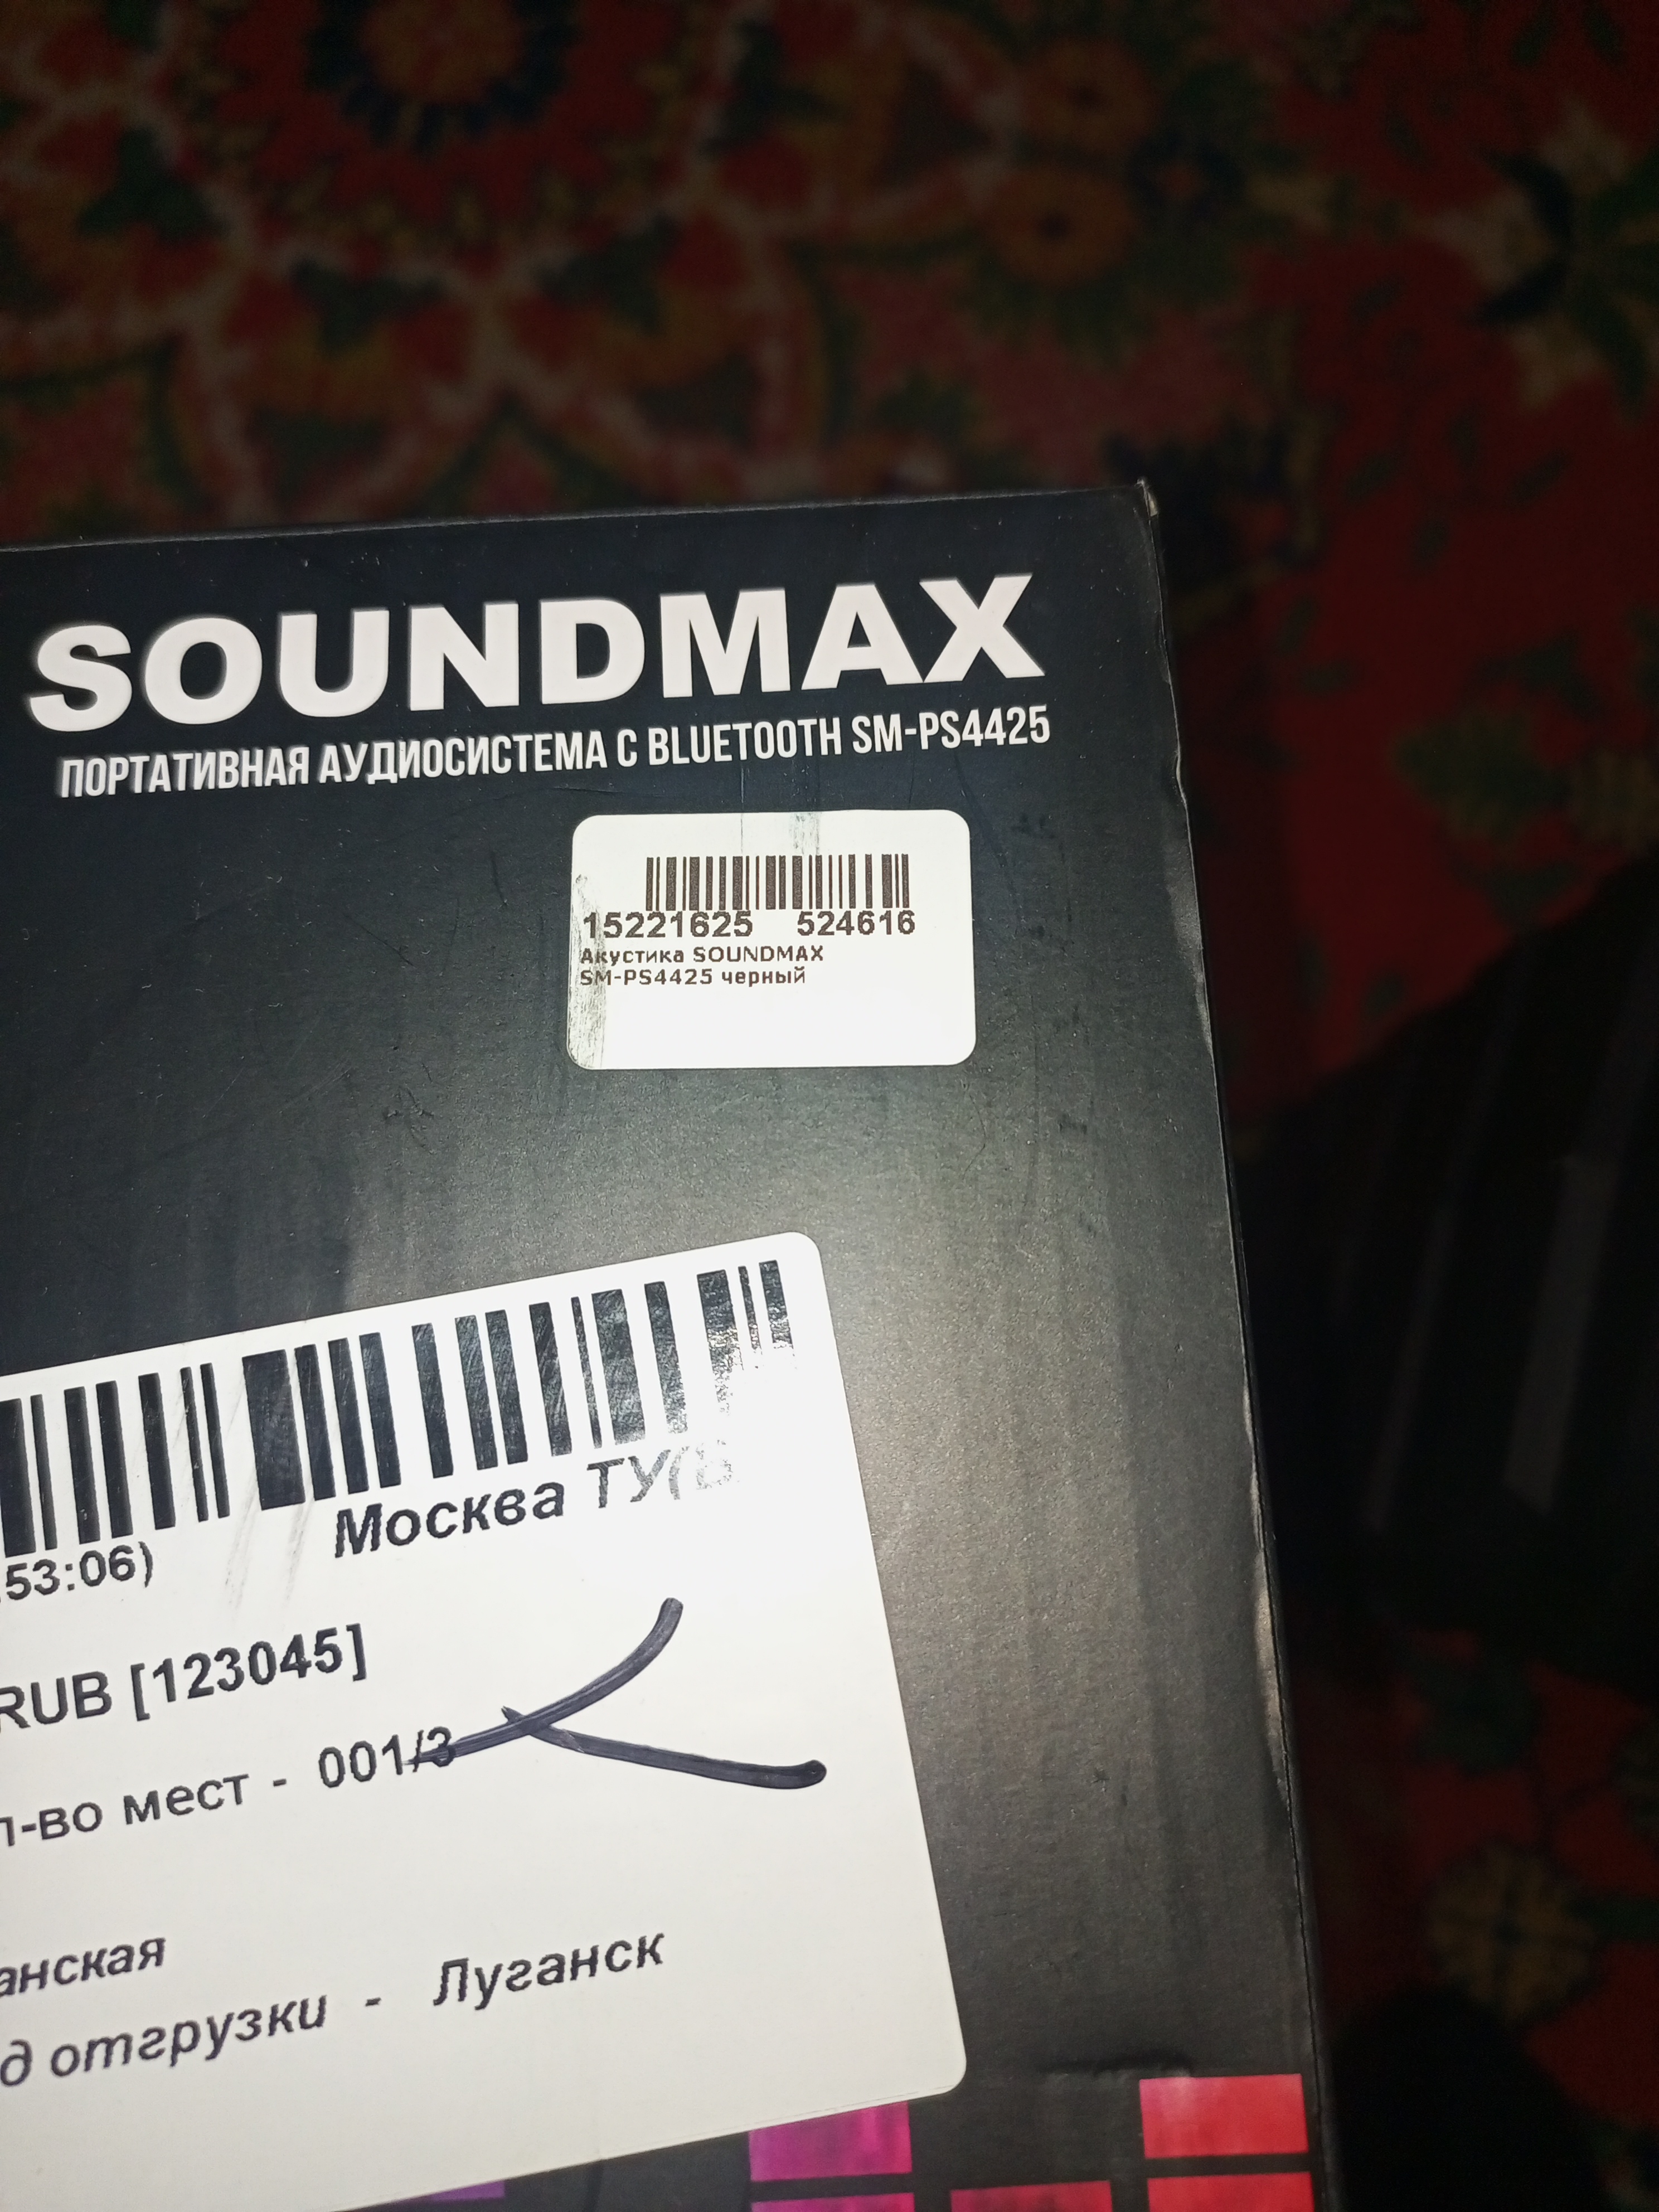 SOUNDMAX
ПОРТАТИВНАЯ АУДИОСИСТЕМА С BLUETOOTH SM-PS4425
15221625 524616
Акустика SOUNDMAX
SM-PS4425 черный
Москва ТУ(В
53:06)
RUB [123045]
л-во мест - 001/3
анская
д отгрузки - Луганск